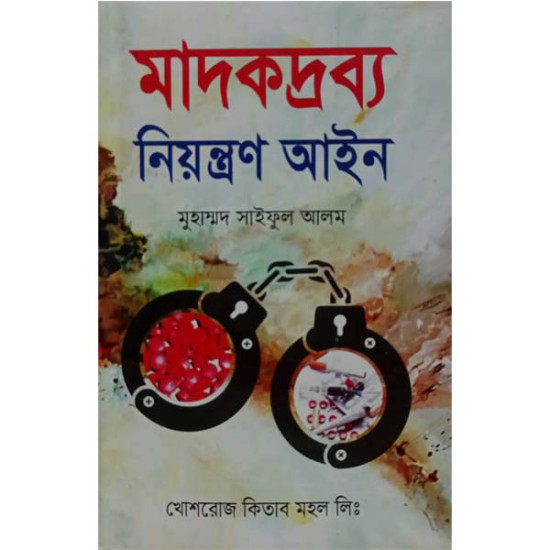 মাদকদ্রব্য
নিয়ন্ত্রণ আইন
মুহাম্মদ সাইফুল আলম
খোশরোজ কিতাব মহল লিঃ